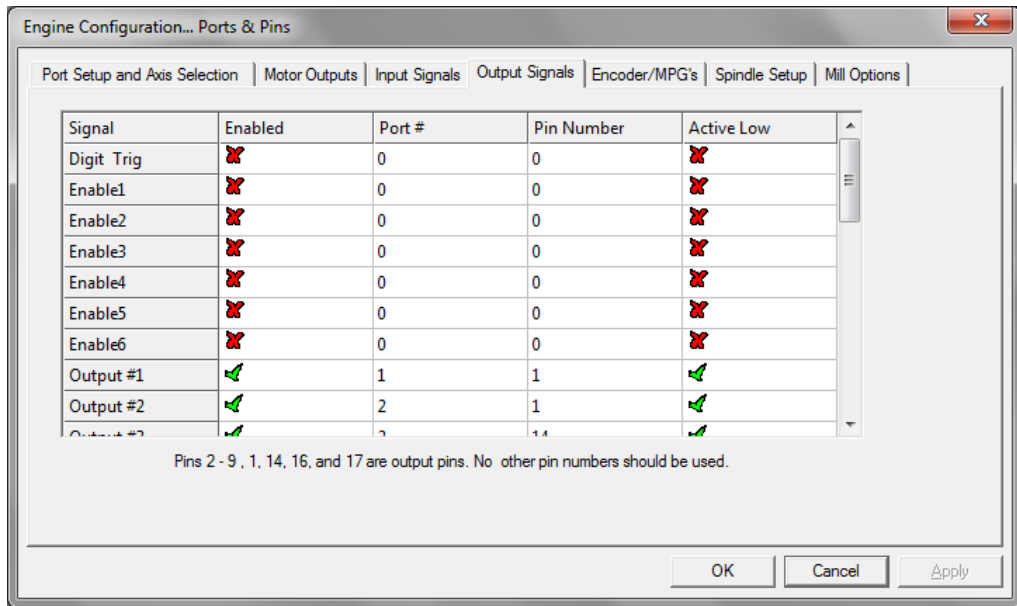 Engine Configuration... Ports & Pins
Port Setup and Axis Selection Motor Outputs Input Signals Output Signals Encoder/MPG's Spindle Setup Mill Options
Signal Enabled Port # Pin Number Active Low
Digit Trig 0 0
Enable1 0 0
Enable2 0 0
Enable3 0 0
Enable4 0 0
Enable5 0 0
Enable6 0 0
Output #1 1 1
Output #2 2 1
Output 14
Pins 2 - 9 , 1, 14, 16, and 17 are output pins. No other pin numbers should be used.
OK Cancel Apply